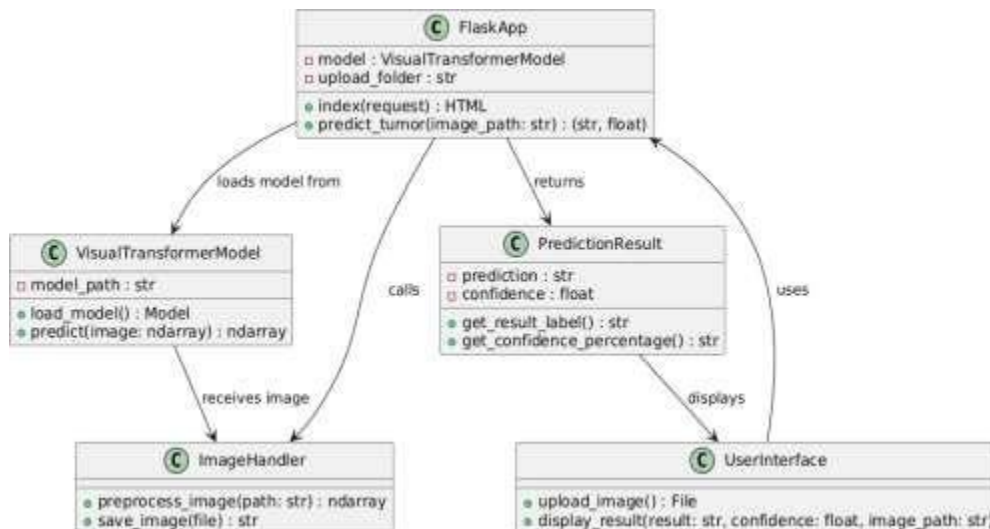 C FlaskApp
model : VisualTransformerModel
upload_folder : str
index(request) : HTML
predict_tumor(image_path: str) : (str, float)
loads model from
returns
calls
uses
C VisualTransformerModel
model_path : str
load_model() : Model
predict(image: ndarray) : ndarray
C PredictionResult
prediction : str
confidence : float
get_result_label() : str
get_confidence_percentage() : str
receives image
displays
C ImageHandler
preprocess_image(path: str) : ndarray
save_image(file) : str
C UserInterface
upload_image() : File
display_result(result: str, confidence: float, image_path: str